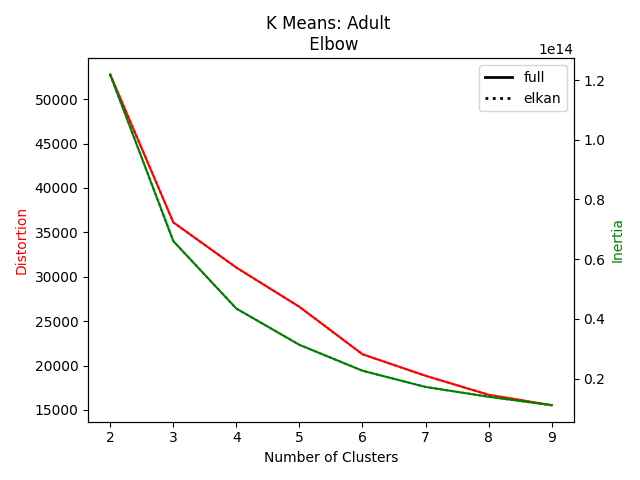 K Means: Adult
Elbow
1e14
full
elkan
50000
45000
40000
35000
30000
25000
20000
15000
Distortion
1.2
1.0
0.8
0.6
0.4
0.2
Inertia
2 3 4 5 6 7 8 9
Number of Clusters